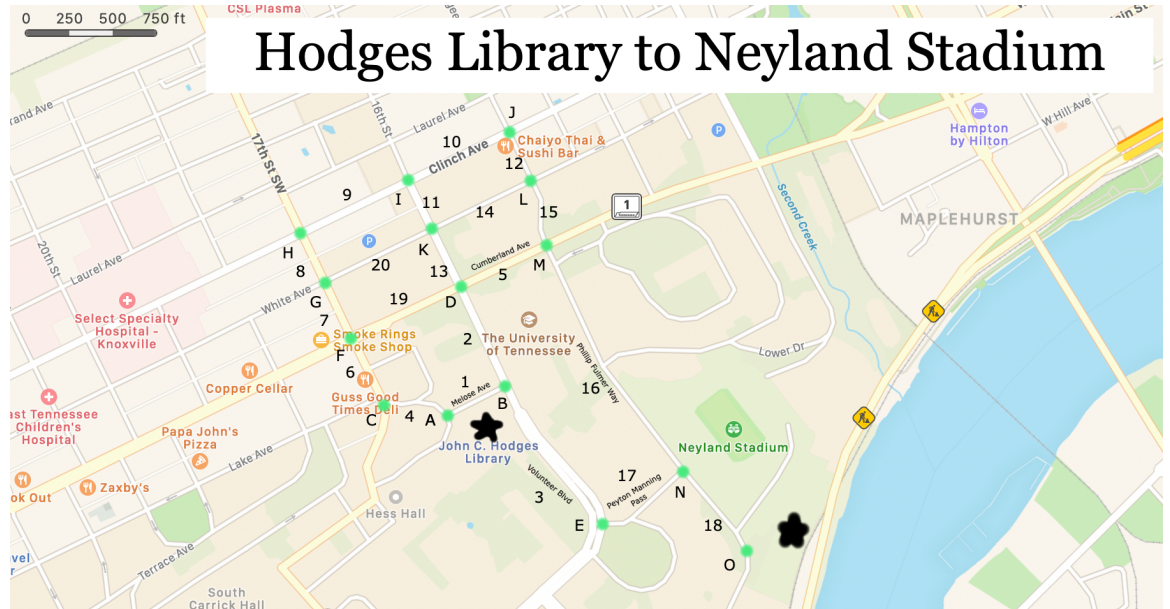 CSL Plasma
0 250 500 750 ft
Hodges Library to Neyland Stadium
Laurel Ave
16th St
J
10
Clinch Ave
Chaiyo Thai &
Sushi Bar
12
17th St SW
9
I
11
14
L
15
1
Hampton
by Hilton
W Hill Ave
Second Creek
MAPLEHURST
20th St
Laurel Ave
H
8
P
P
K
20
13
Cumberland Ave
M
5
Select Specialty
Hospital -
Knoxville
White Ave
G
19
D
7
Smoke Rings
Smoke Shop
F
2
The University
of Tennessee
Lower Dr
Phillip Fulmer Way
6
Copper Cellar
Guss Good
Times Deli
1
Melose Ave
B
16
C
4
A
East Tennessee
Children's
Hospital
Papa John's
Pizza
Lake Ave
John C. Hodges
Library
Neyland Stadium
ok Out
Zaxby's
Hess Hall
Volunteer Blvd
3
17
Peyton Manning
Pass
N
E
18
O
Terrace Ave
vel
South
Carrick Hall